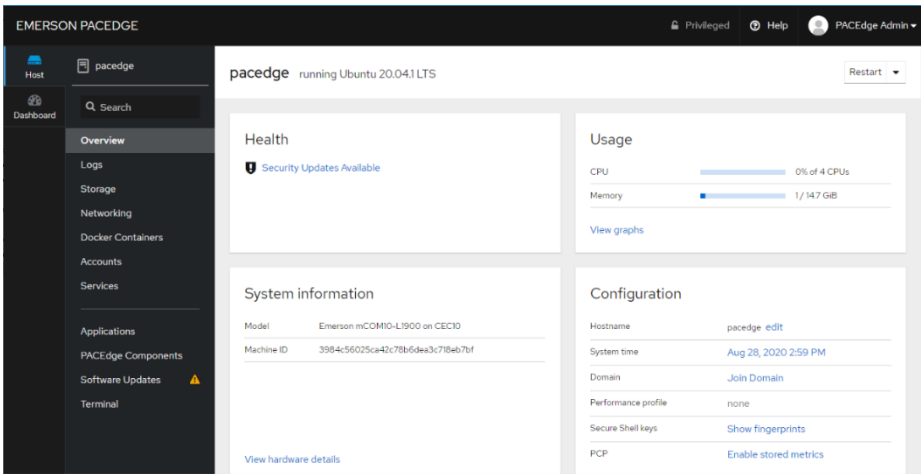 EMERSON PACEDGE
Privileged
Help
PACEdge Admin
Host
Dashboard
pacedge
Search
Overview
Logs
Storage
Networking
Docker Containers
Accounts
Services
Applications
PACEdge Components
Software Updates
Terminal
pacedge running Ubuntu 20.04.1 LTS
Restart
Health
Security Updates Available
Usage
CPU 0% of 4 CPUs
Memory 1 / 14.7 GiB
View graphs
System information
Model Emerson mCOM10-L1900 on CEC10
Machine ID 3984c56025ca42c78b6dea3c718eb7bf
View hardware details
Configuration
Hostname pacedge edit
System time Aug 28, 2020 2:59 PM
Domain Join Domain
Performance profile none
Secure Shell keys Show fingerprints
PCP Enable stored metrics